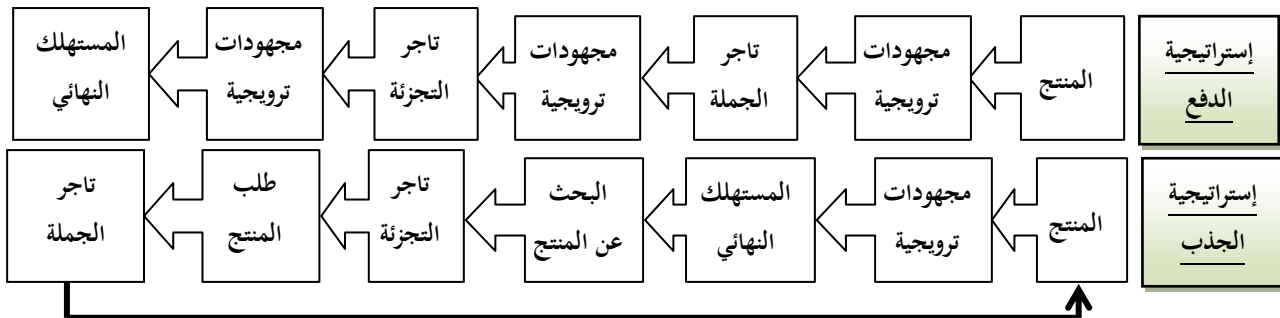 إستراتيجية
الدفع
المنتج
مجهودات
ترويجية
تاجر
الجملة
مجهودات
ترويجية
تاجر
التجزئة
مجهودات
ترويجية
المستهلك
النهائي
إستراتيجية
الجذب
المنتج
مجهودات
ترويجية
المستهلك
النهائي
البحث
عن المنتج
تاجر
التجزئة
طلب
المنتج
تاجر
الجملة